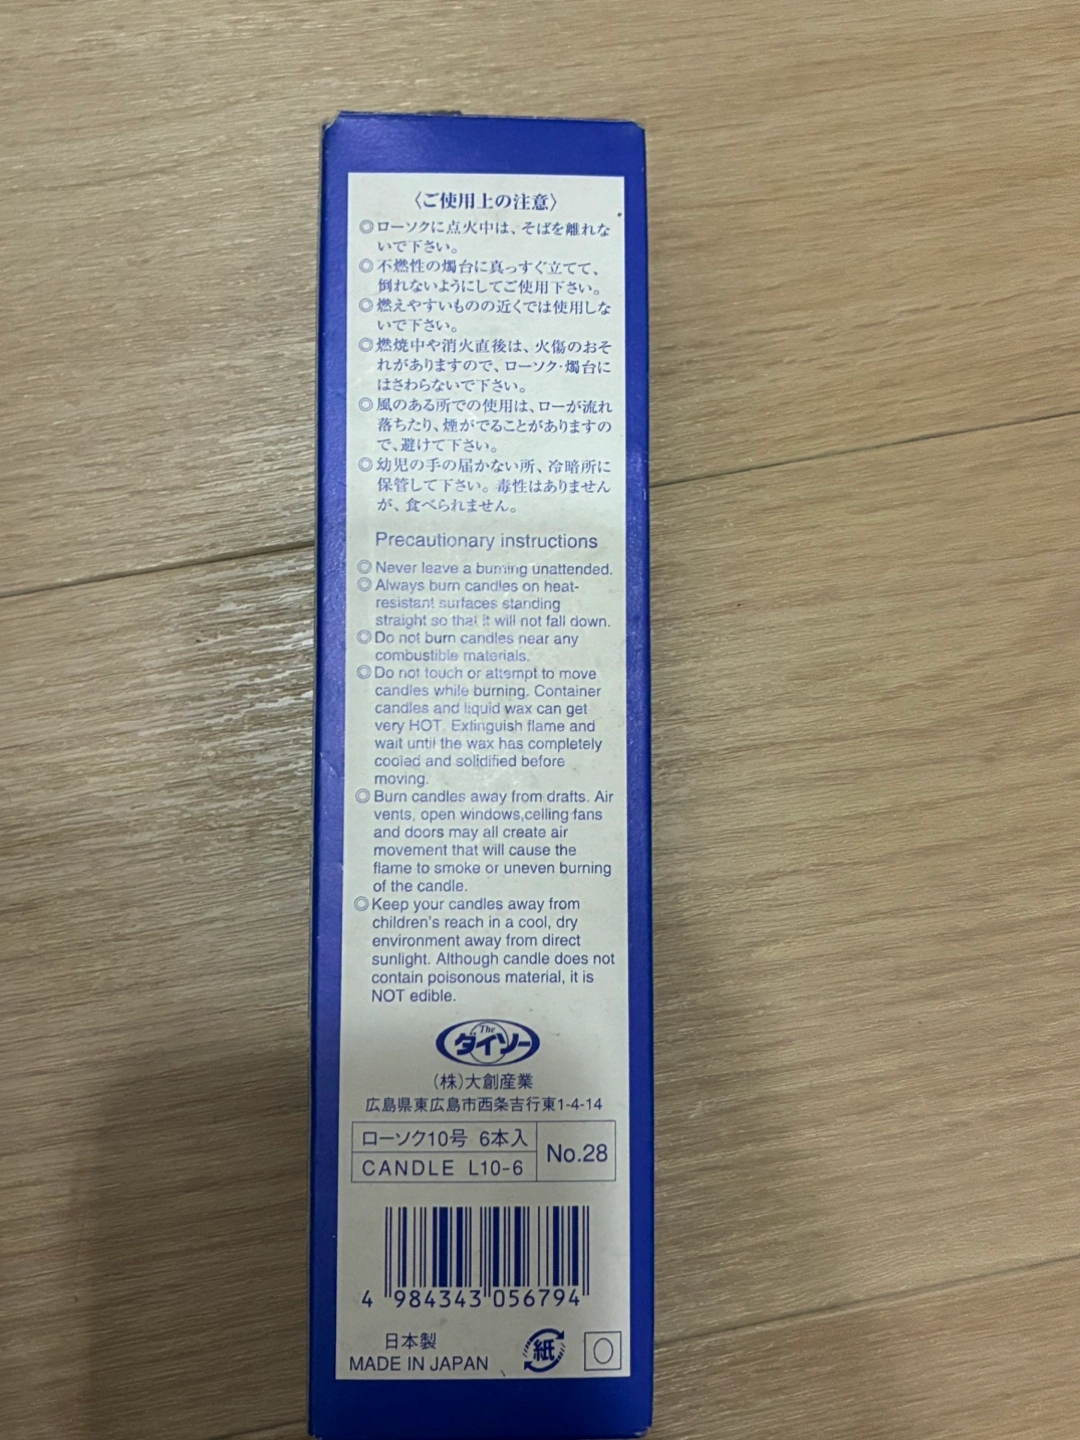 〈ご使用上の注意〉
◎ローソクに点火中は、そばを離れな
いで下さい。
◎不燃性の燭台に真っすぐ立てて、
倒れないようにしてご使用下さい。
◎燃えやすいものの近くでは使用しな
いで下さい。
◎燃焼中や消火直後は、火傷のおそ
れがありますので、ローソク・燭台に
はさわらないで下さい。
◎風のある所での使用は、ローが流れ
落ちたり、煙がでることがありますの
で、避けて下さい。
◎幼児の手の届かない所、冷暗所に
保管して下さい。毒性はありません
が、食べられません。
Precautionary instructions
◎Never leave a burning unattended.
◎Always burn candles on heat-
resistant surfaces standing
straight so that it will not fall down.
◎Do not burn candles near any
combustible materials.
◎Do not touch or attempt to move
candles while burning. Container
candles and liquid wax can get
very HOT. Extinguish flame and
wait until the wax has completely
cooled and solidified before
moving.
◎Burn candles away from drafts. Air
vents, open windows,ceiling fans
and doors may all create air
movement that will cause the
flame to smoke or uneven burning
of the candle.
◎Keep your candles away from
children's reach in a cool, dry
environment away from direct
sunlight. Although candle does not
contain poisonous material, it is
NOT edible.
The
ダイソー
(株)大創産業
広島県東広島市西条吉行東1-4-14
ローソク10号 6本入
CANDLE L10-6
No.28
4 984343 056794
日本製
MADE IN JAPAN
紙